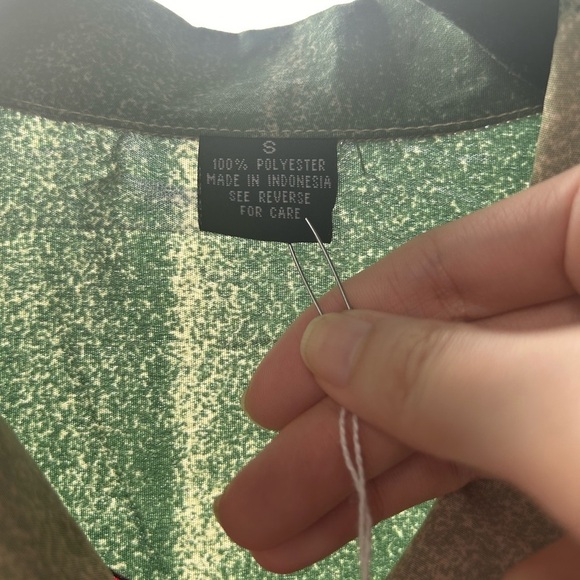 S
100% POLYESTER
MADE IN INDONESIA
SEE REVERSE
FOR CARE